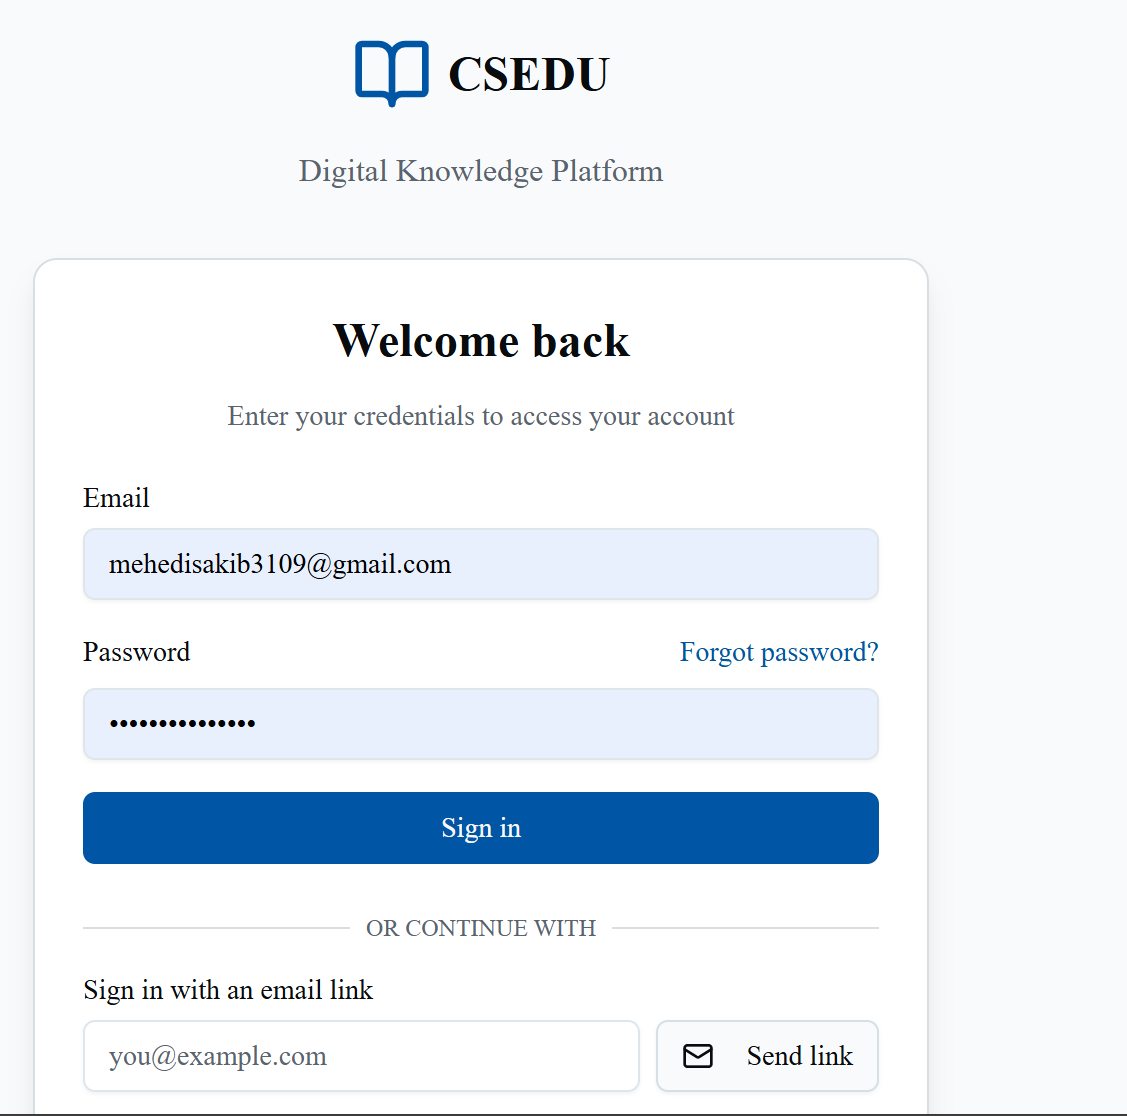 CSEDU
Digital Knowledge Platform
Welcome back
Enter your credentials to access your account
Email
mehedisakib3109@gmail.com
Password Forgot password?
•••••••••••••••
Sign in
OR CONTINUE WITH
Sign in with an email link
you@example.com Send link